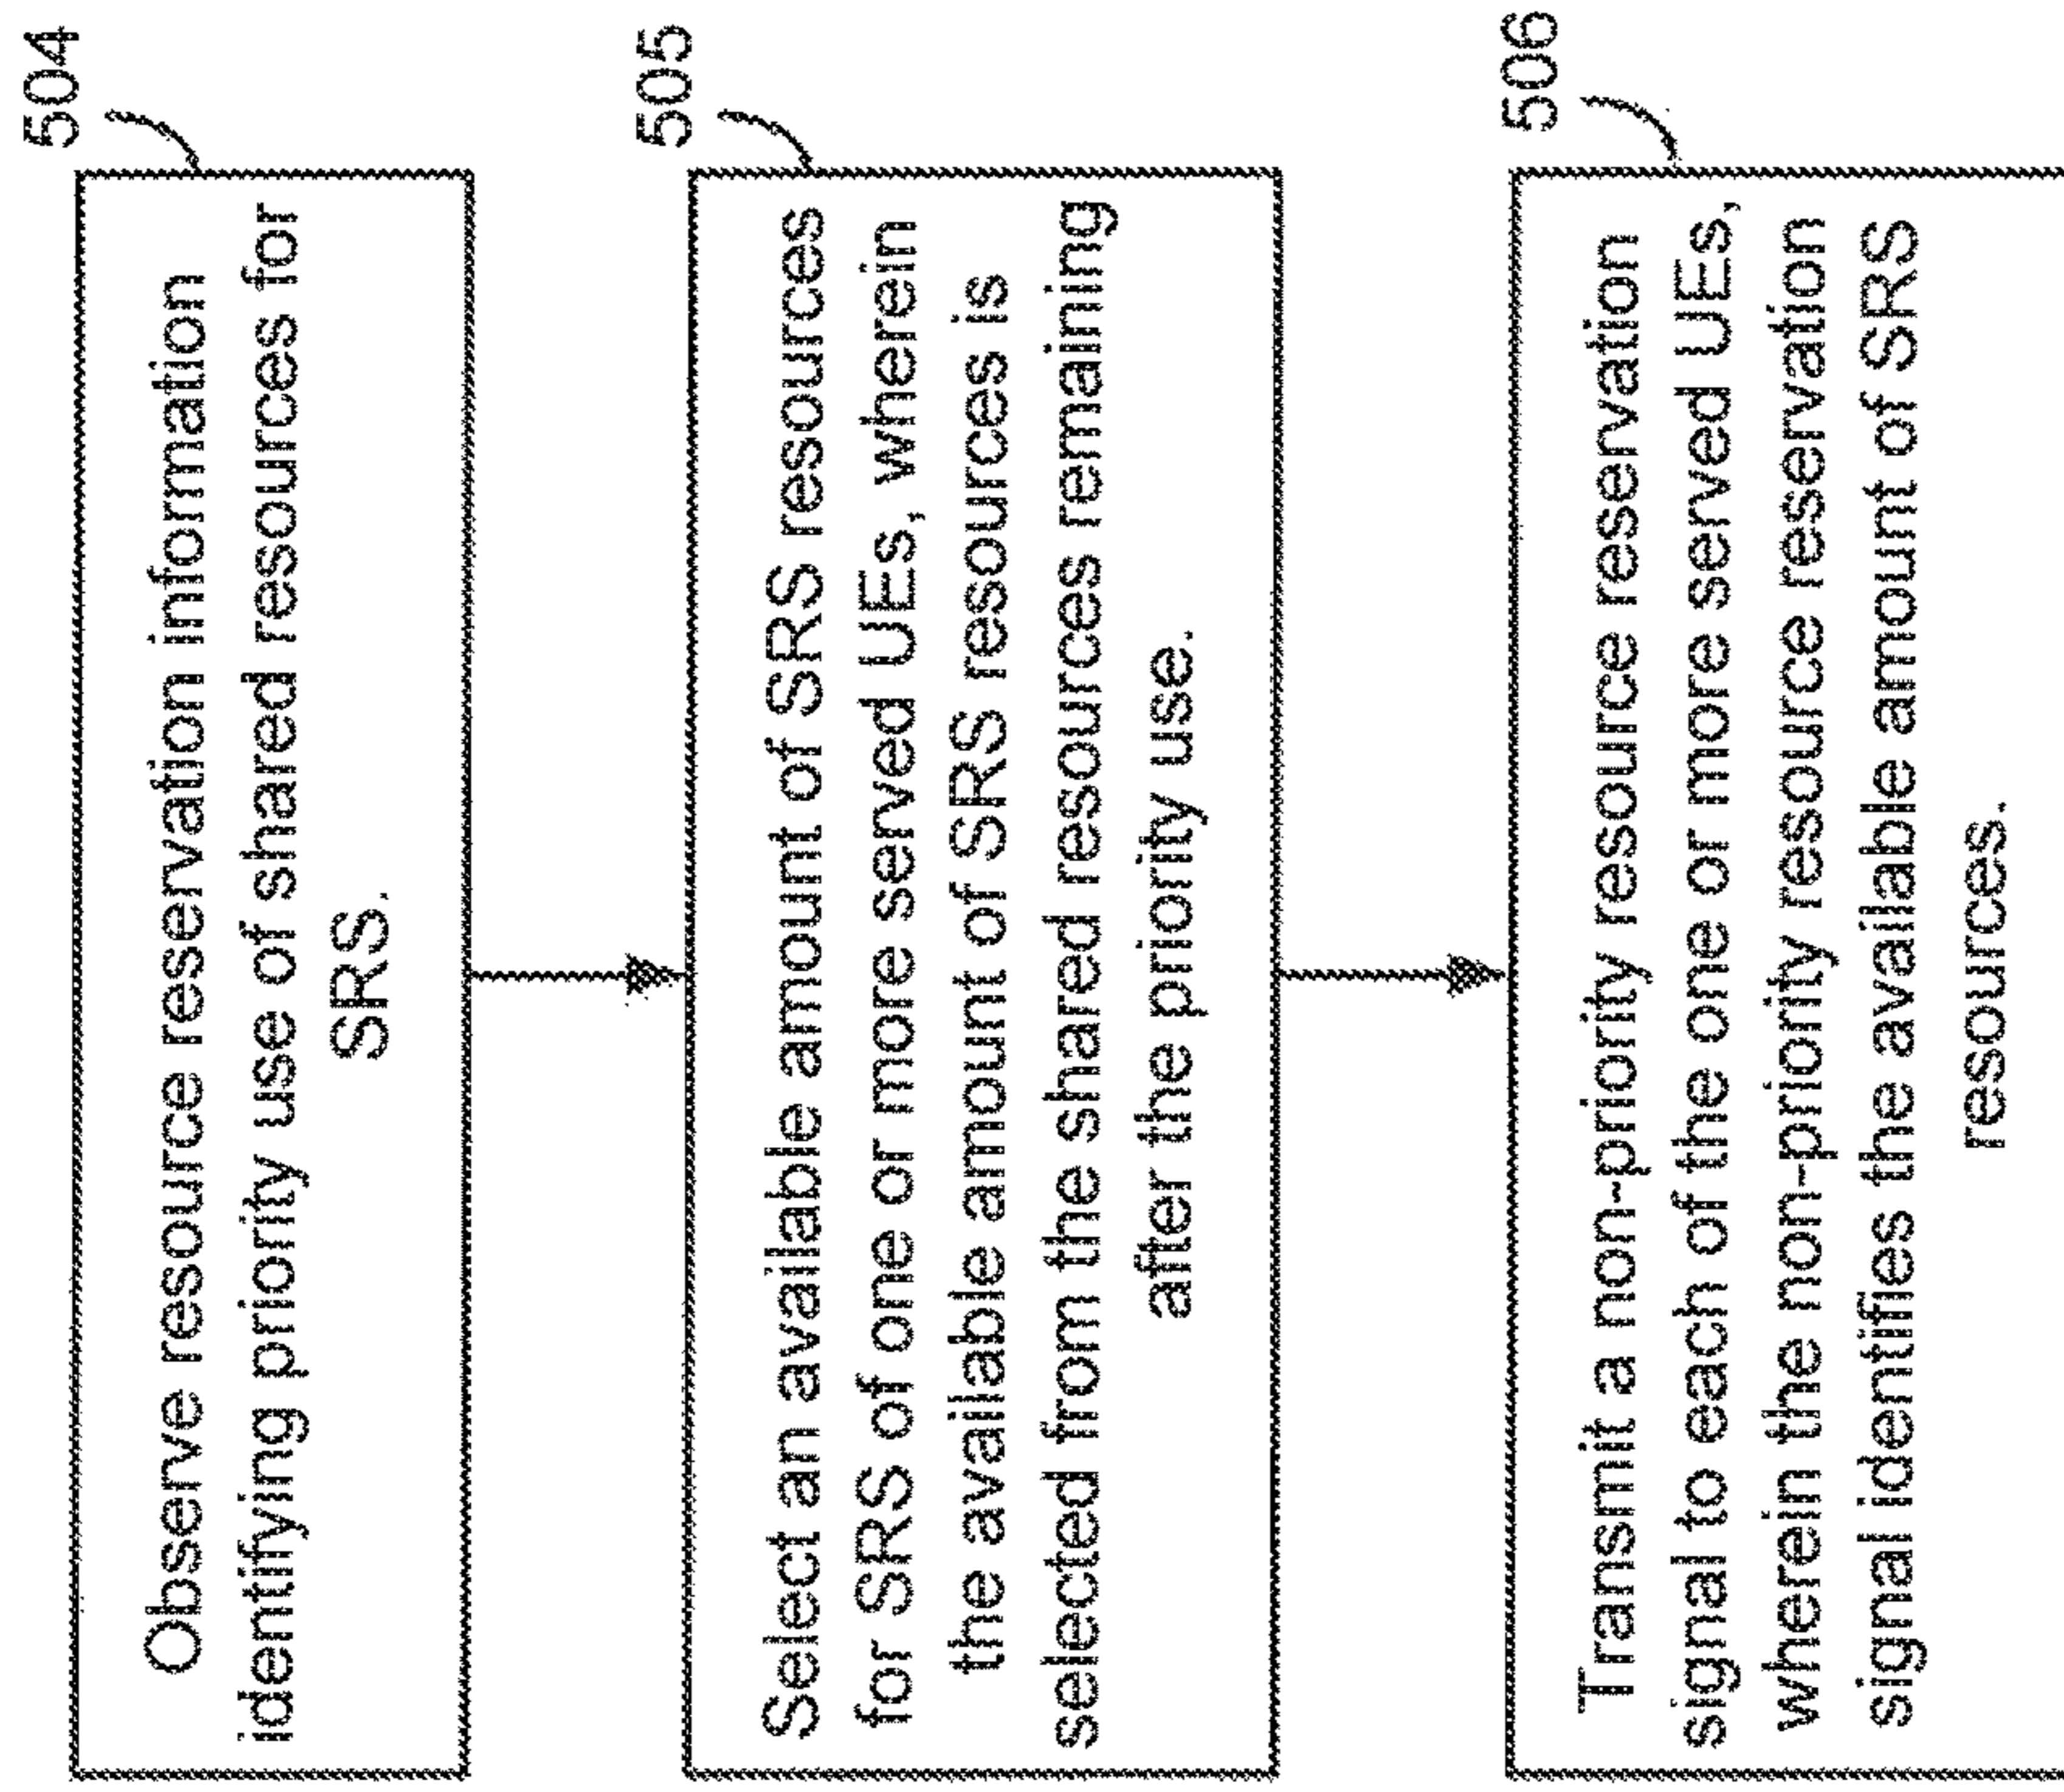 504
Observe resource reservation information
identifying priority use of shared resources for
SRS.
505
Select an available amount of SRS resources
for SRS of one or more served UEs, wherein
the available amount of SRS resources is
selected from the shared resources remaining
after the priority use.
506
Transmit a non-priority resource reservation
signal to each of the one or more served UEs,
wherein the non-priority resource reservation
signal identifies the available amount of SRS
resources.